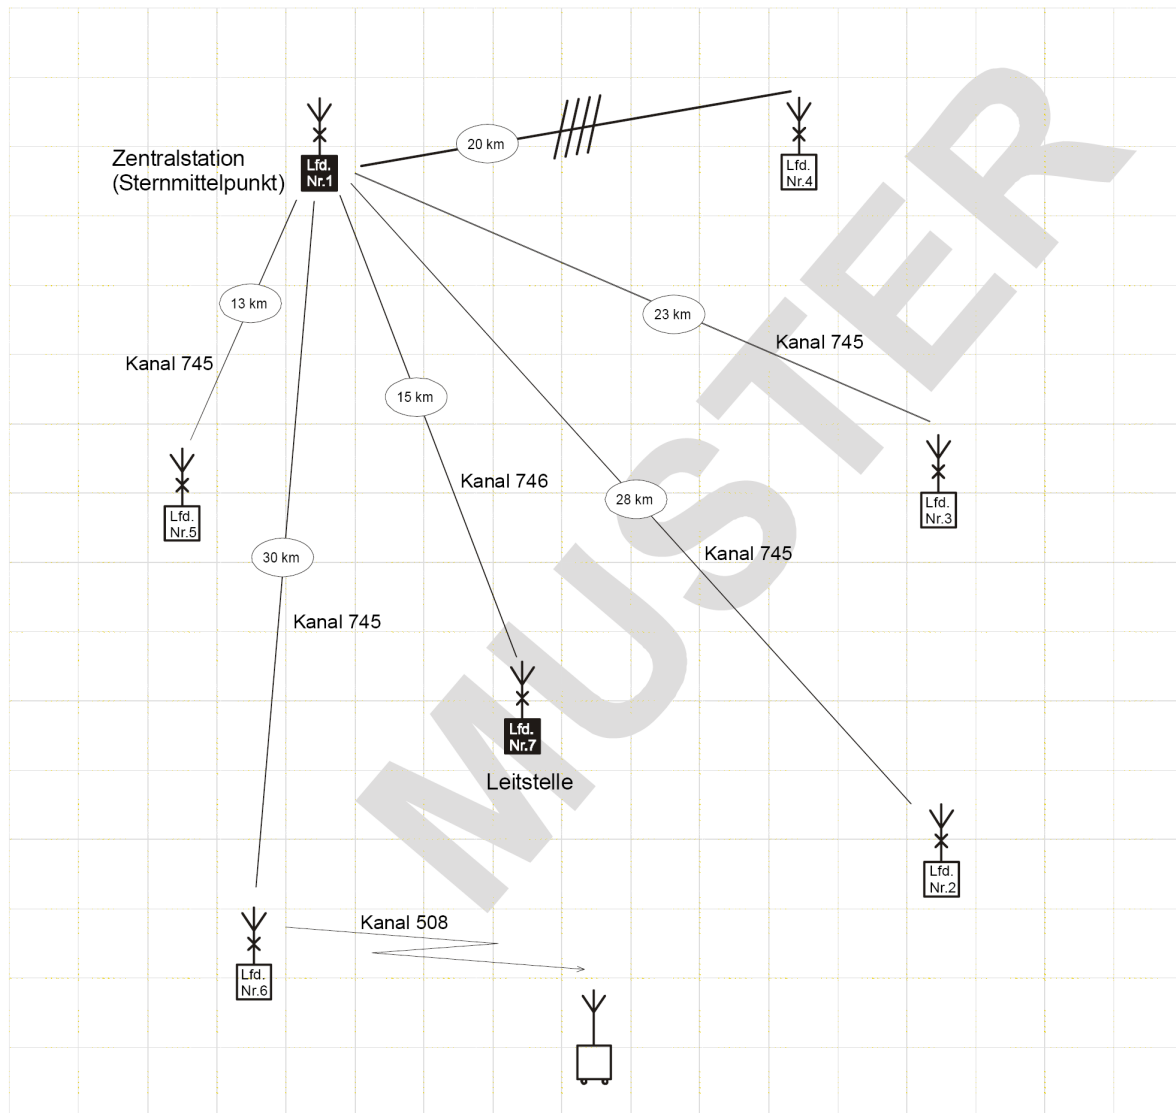 20 km
Zentralstation
(Sternmittelpunkt)
Lfd.
Nr.1
Lfd.
Nr.4
13 km
23 km
Kanal 745
Kanal 745
15 km
Kanal 746
28 km
Lfd.
Nr.5
Lfd.
Nr.3
30 km
Kanal 745
Kanal 745
Lfd.
Nr.7
Leitstelle
Lfd.
Nr.2
Kanal 508
Lfd.
Nr.6
MUSTER